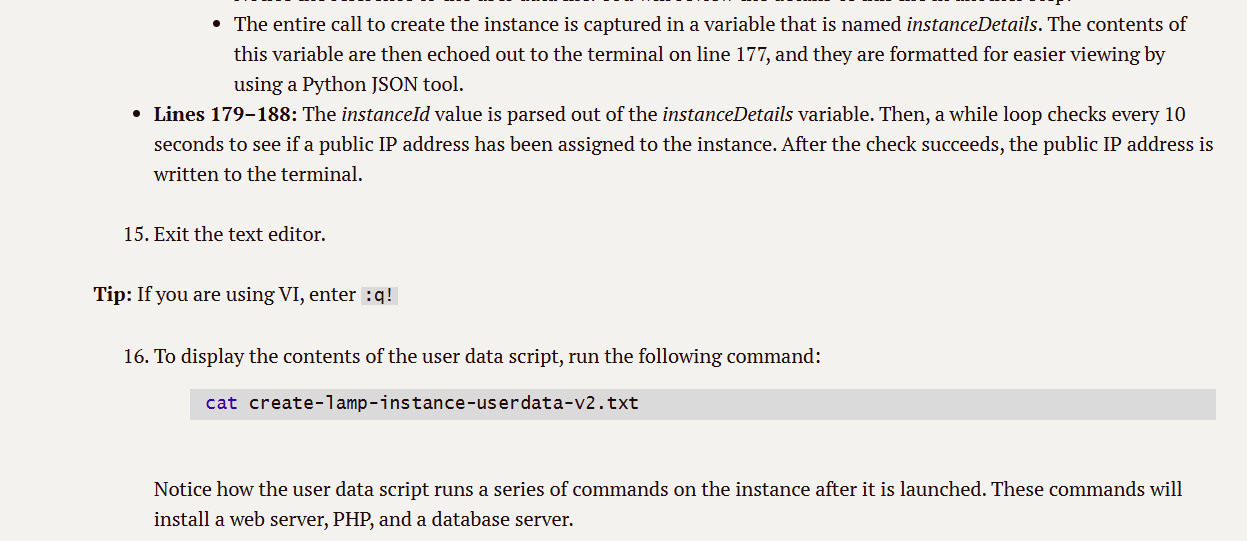 • The entire call to create the instance is captured in a variable that is named instanceDetails. The contents of
this variable are then echoed out to the terminal on line 177, and they are formatted for easier viewing by
using a Python JSON tool.
• Lines 179–188: The instanceId value is parsed out of the instanceDetails variable. Then, a while loop checks every 10
seconds to see if a public IP address has been assigned to the instance. After the check succeeds, the public IP address is
written to the terminal.
15. Exit the text editor.
Tip: If you are using VI, enter :q!
16. To display the contents of the user data script, run the following command:
cat create-lamp-instance-userdata-v2.txt
Notice how the user data script runs a series of commands on the instance after it is launched. These commands will
install a web server, PHP, and a database server.